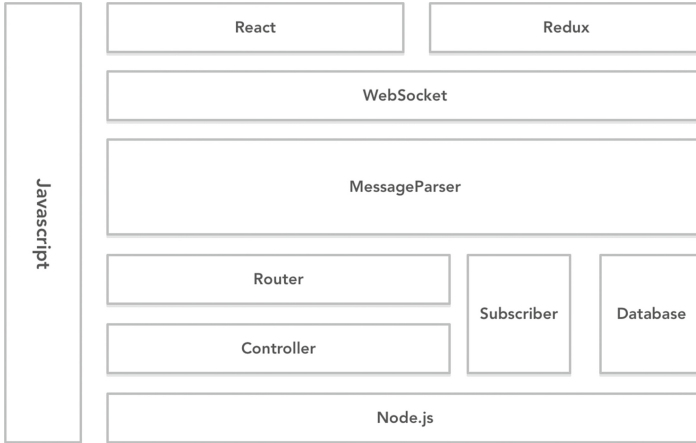 Javascript
React
Redux
WebSocket
MessageParser
Router
Controller
Subscriber
Database
Node.js